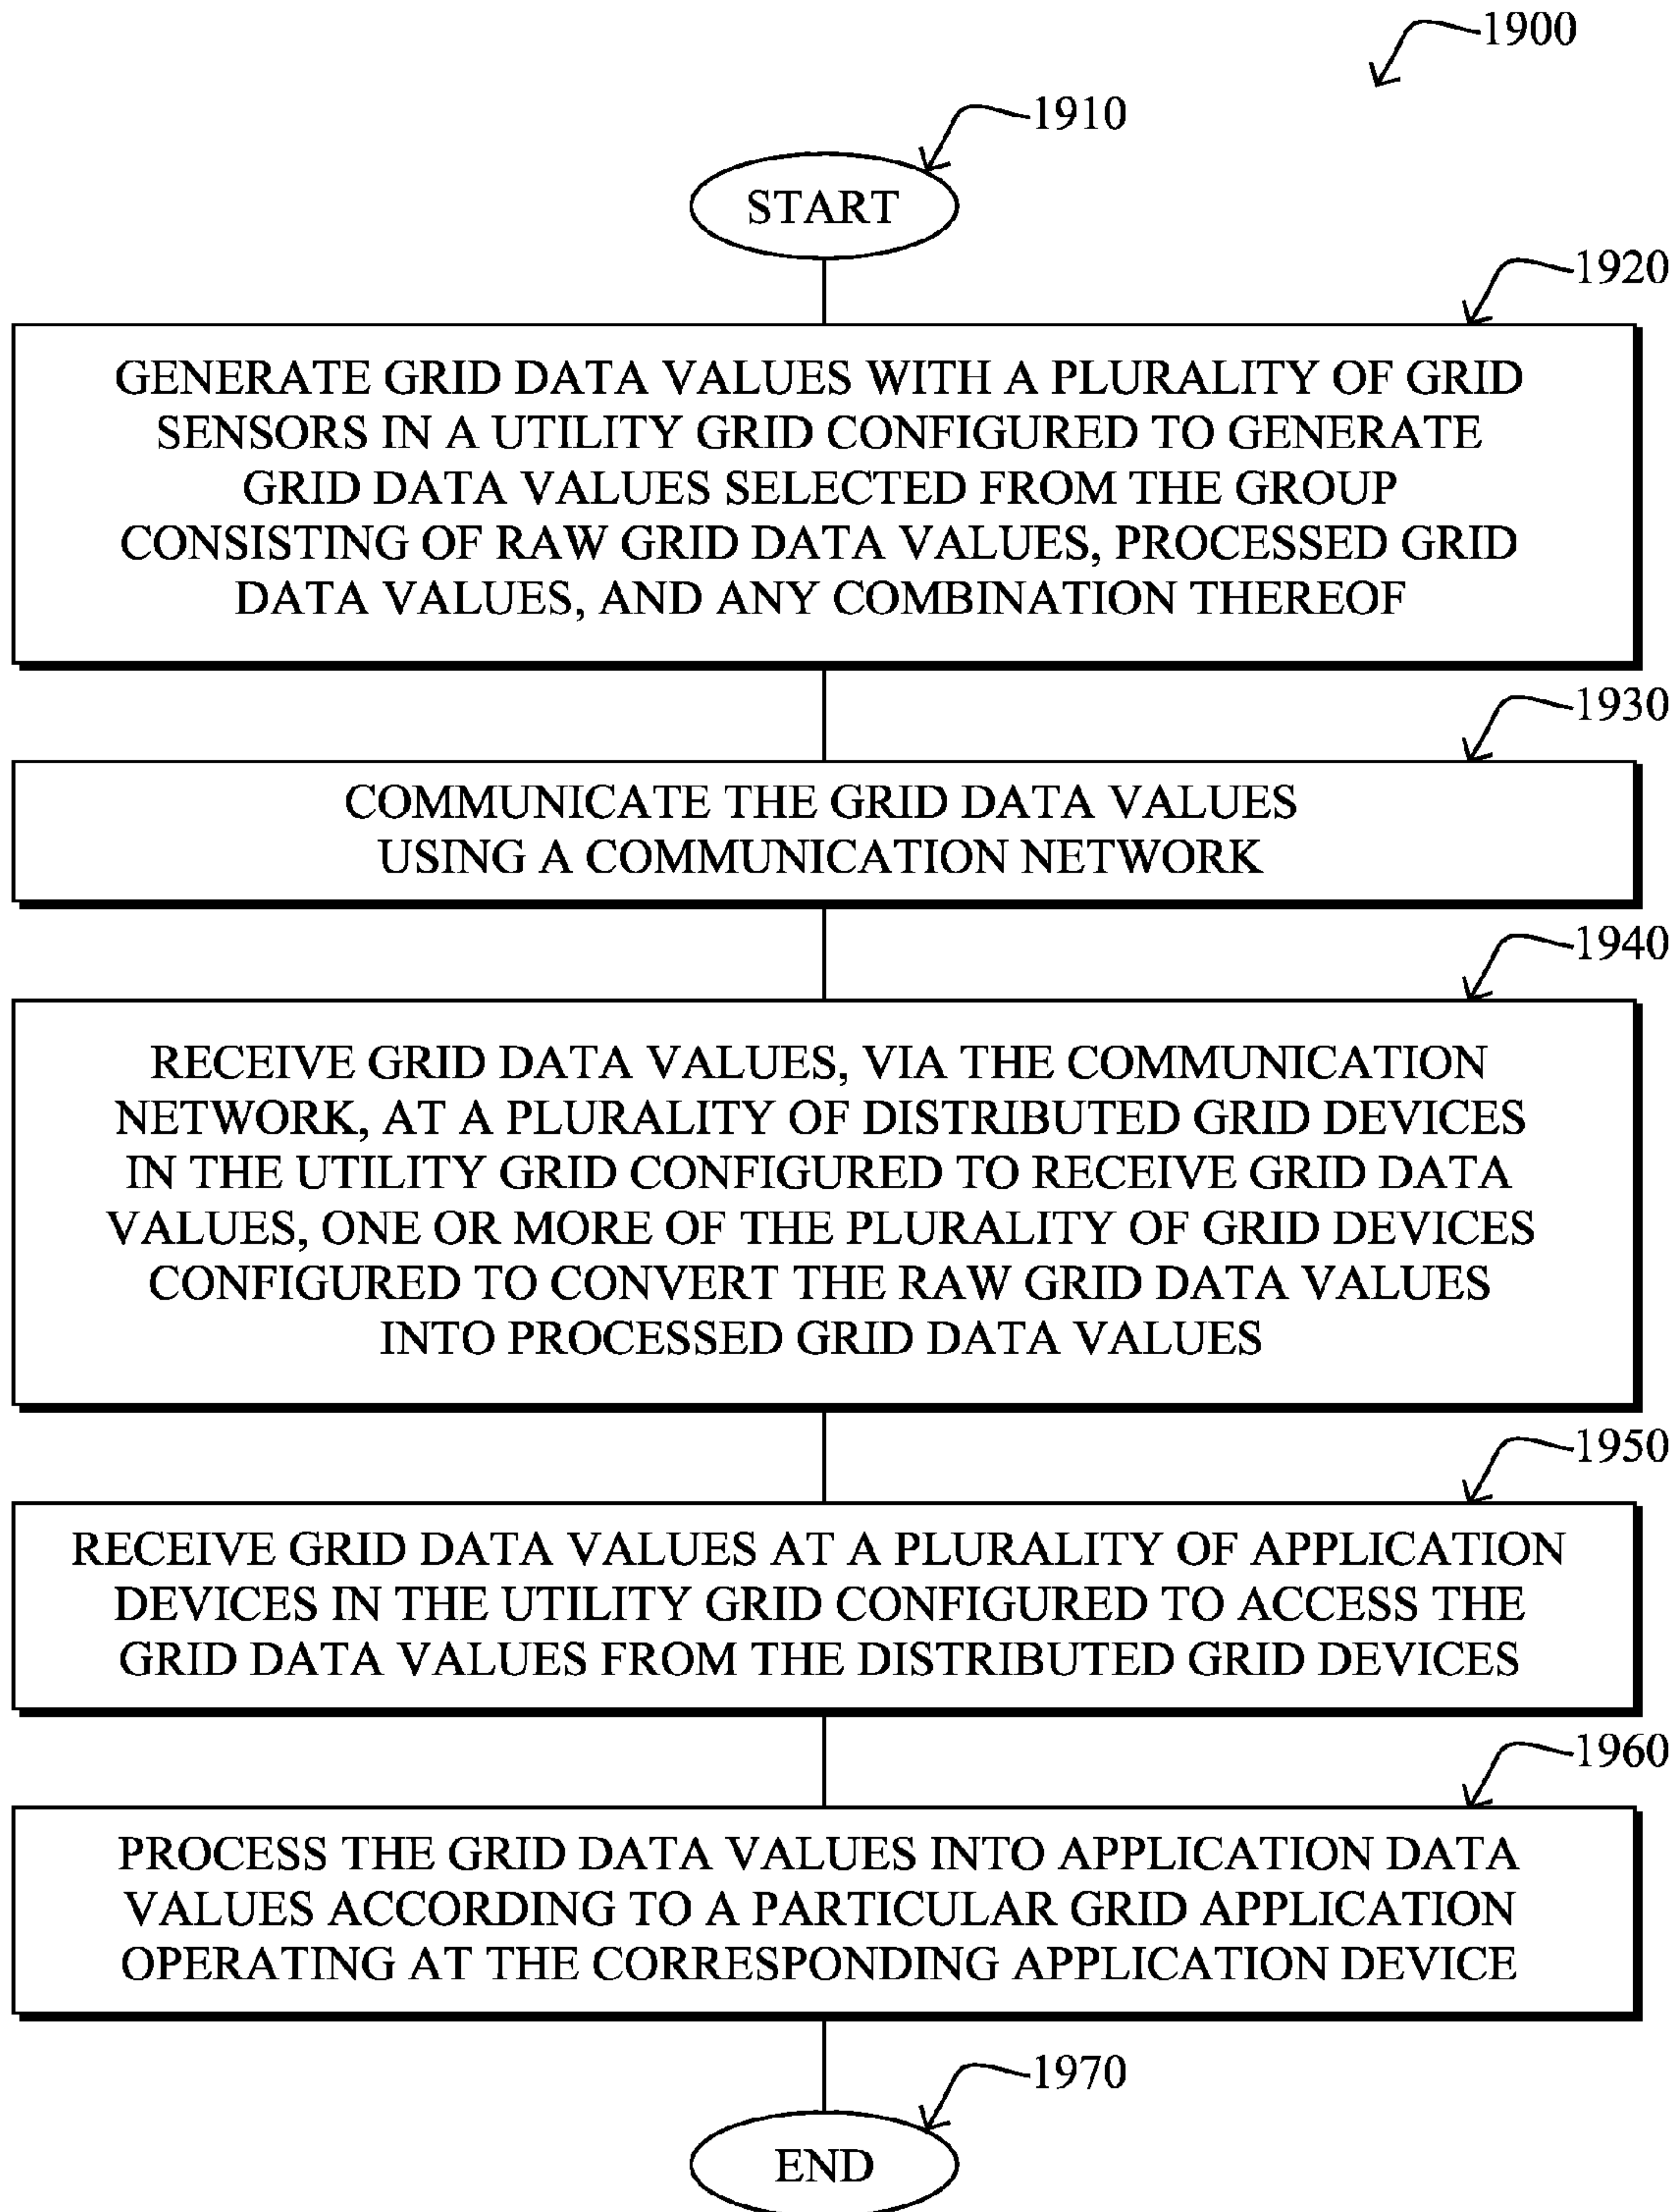 1900
1910
START
1920
GENERATE GRID DATA VALUES WITH A PLURALITY OF GRID
SENSORS IN A UTILITY GRID CONFIGURED TO GENERATE
GRID DATA VALUES SELECTED FROM THE GROUP
CONSISTING OF RAW GRID DATA VALUES, PROCESSED GRID
DATA VALUES, AND ANY COMBINATION THEREOF
1930
COMMUNICATE THE GRID DATA VALUES
USING A COMMUNICATION NETWORK
1940
RECEIVE GRID DATA VALUES, VIA THE COMMUNICATION
NETWORK, AT A PLURALITY OF DISTRIBUTED GRID DEVICES
IN THE UTILITY GRID CONFIGURED TO RECEIVE GRID DATA
VALUES, ONE OR MORE OF THE PLURALITY OF GRID DEVICES
CONFIGURED TO CONVERT THE RAW GRID DATA VALUES
INTO PROCESSED GRID DATA VALUES
1950
RECEIVE GRID DATA VALUES AT A PLURALITY OF APPLICATION
DEVICES IN THE UTILITY GRID CONFIGURED TO ACCESS THE
GRID DATA VALUES FROM THE DISTRIBUTED GRID DEVICES
1960
PROCESS THE GRID DATA VALUES INTO APPLICATION DATA
VALUES ACCORDING TO A PARTICULAR GRID APPLICATION
OPERATING AT THE CORRESPONDING APPLICATION DEVICE
1970
END